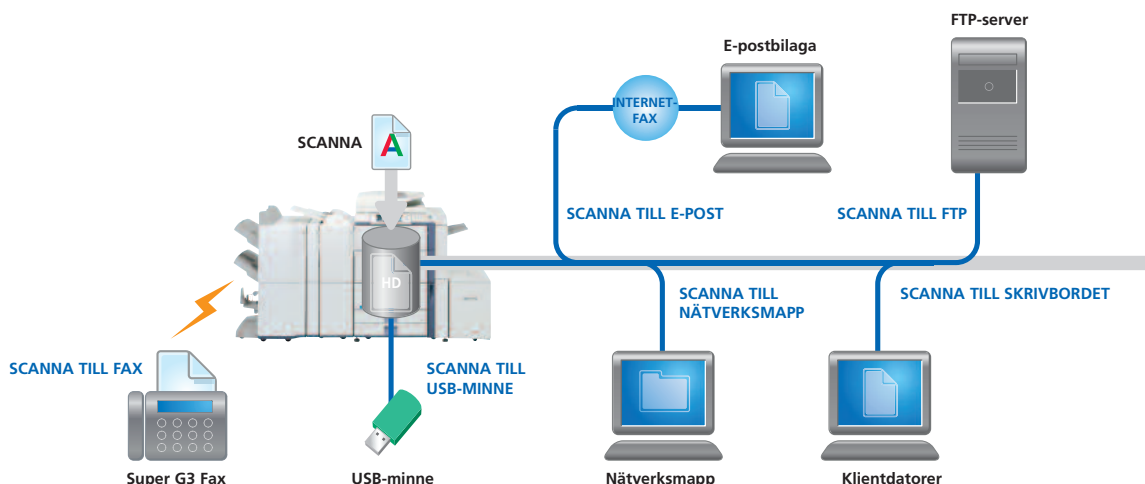 FTP-server
E-postbilaga
INTERNET-
FAX
SCANNA
A
SCANNA TILL E-POST
SCANNA TILL FTP
HD
SCANNA TILL
NÄTVERKSMAPP
SCANNA TILL SKRIVBORDET
SCANNA TILL FAX
SCANNA TILL
USB-MINNE
Super G3 Fax
USB-minne
Nätverksmapp
Klientdatorer